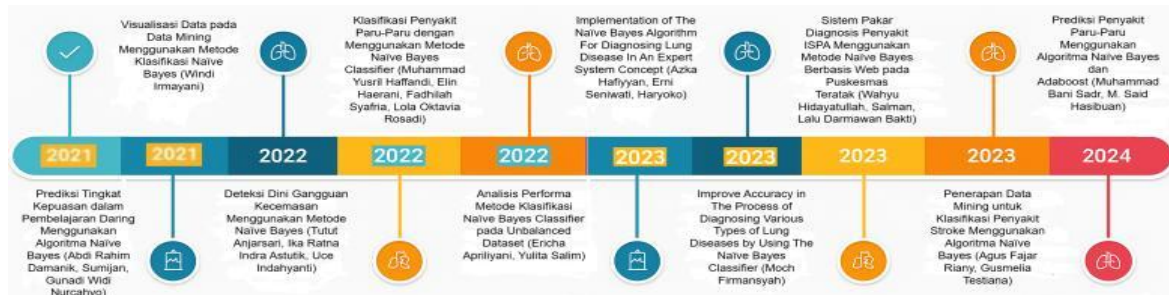 Visualisasi Data pada
Data Mining
Menggunakan Metode
Klasifikasi Naïve
Bayes (Windi
Irmayani)
Klasifikasi Penyakit
Paru-Paru dengan
Menggunakan Metode
Naïve Bayes
Classifier (Muhammad
Yusril Haffandi, Elin
Haerani, Fadhilah
Syafria, Lola Oktavia
Rosadi)
Implementation of The
Naïve Bayes Algorithm
For Diagnosing Lung
Disease In An Expert
System Concept (Azka
Hafiyyan, Erni
Seniwati, Haryoko)
Sistem Pakar
Diagnosis Penyakit
ISPA Menggunakan
Metode Naïve Bayes
Berbasis Web pada
Puskesmas
Teratak (Wahyu
Hidayatullah, Salman,
Lalu Darmawan Bakti)
Prediksi Penyakit
Paru-Paru
Menggunakan
Algoritma Naïve Bayes
dan
Adaboost (Muhammad
Bani Sadr, M. Said
Hasibuan)
2021 2021 2022 2022 2022 2023 2023 2023 2023 2024
Prediksi Tingkat
Kepuasan dalam
Pembelajaran Daring
Menggunakan
Algoritma Naïve
Bayes (Abdi Rahim
Damanik, Sumijan,
Gunadi Widi
Nurcahyo)
Deteksi Dini Gangguan
Kecemasan
Menggunakan Metode
Naïve Bayes (Tutut
Anjarsari, Ika Ratna
Indra Astutik, Uce
Indahyanti)
Analisis Performa
Metode Klasifikasi
Naïve Bayes Classifier
pada Unbalanced
Dataset (Ericha
Apriliyani, Yulita Salim)
Improve Accuracy in
The Process of
Diagnosing Various
Types of Lung
Diseases by Using The
Naïve Bayes
Classifier (Moch
Firmansyah)
Penerapan Data
Mining untuk
Klasifikasi Penyakit
Stroke Menggunakan
Algoritma Naïve
Bayes (Agus Fajar
Riany, Gusmelia
Testiana)